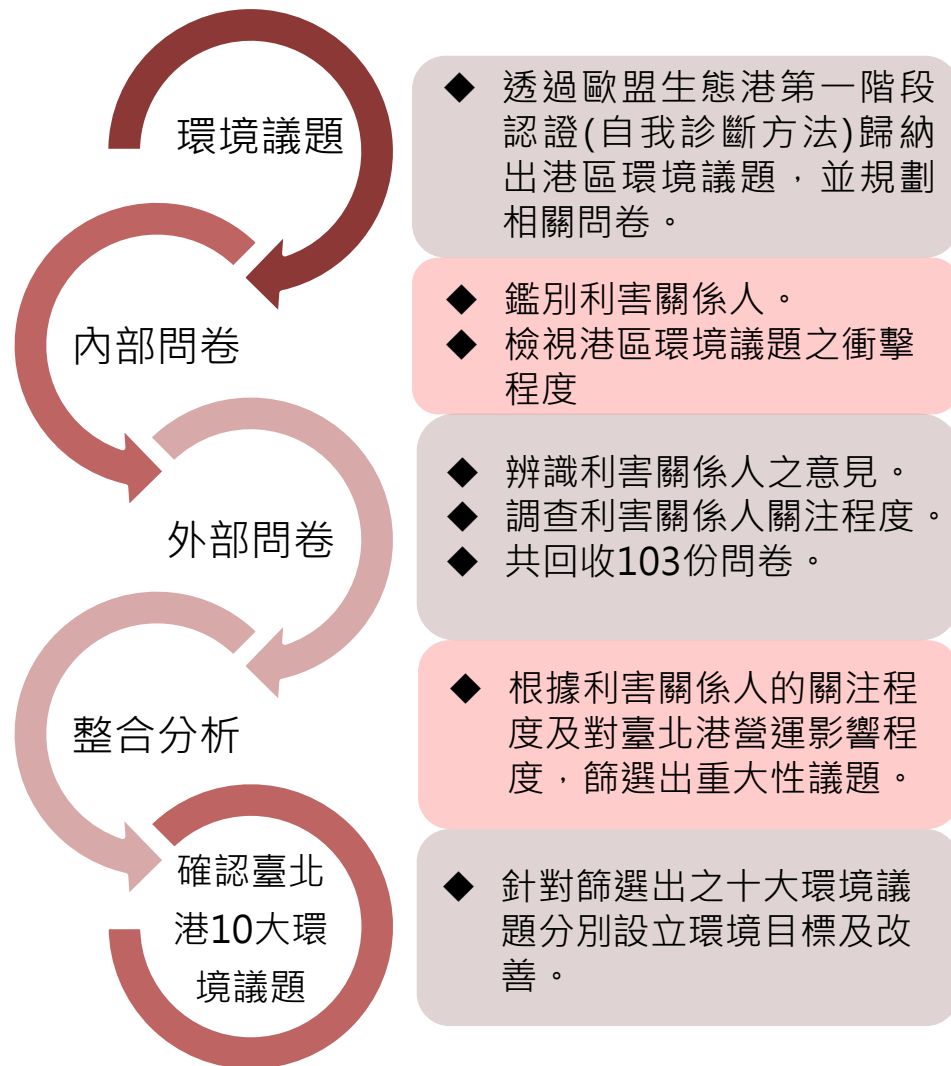 環境議題
◆ 透過歐盟生態港第一階段
認證(自我診斷方法)歸納
出港區環境議題，並規劃
相關問卷。
內部問卷
◆ 鑑別利害關係人。
◆ 檢視港區環境議題之衝擊
程度
外部問卷
◆ 辨識利害關係人之意見。
◆ 調查利害關係人關注程度。
◆ 共回收103份問卷。
整合分析
◆ 根據利害關係人的關注程
度及對臺北港營運影響程
度，篩選出重大性議題。
確認臺北
港10大環
境議題
◆ 針對篩選出之十大環境議
題分別設立環境目標及改
善。